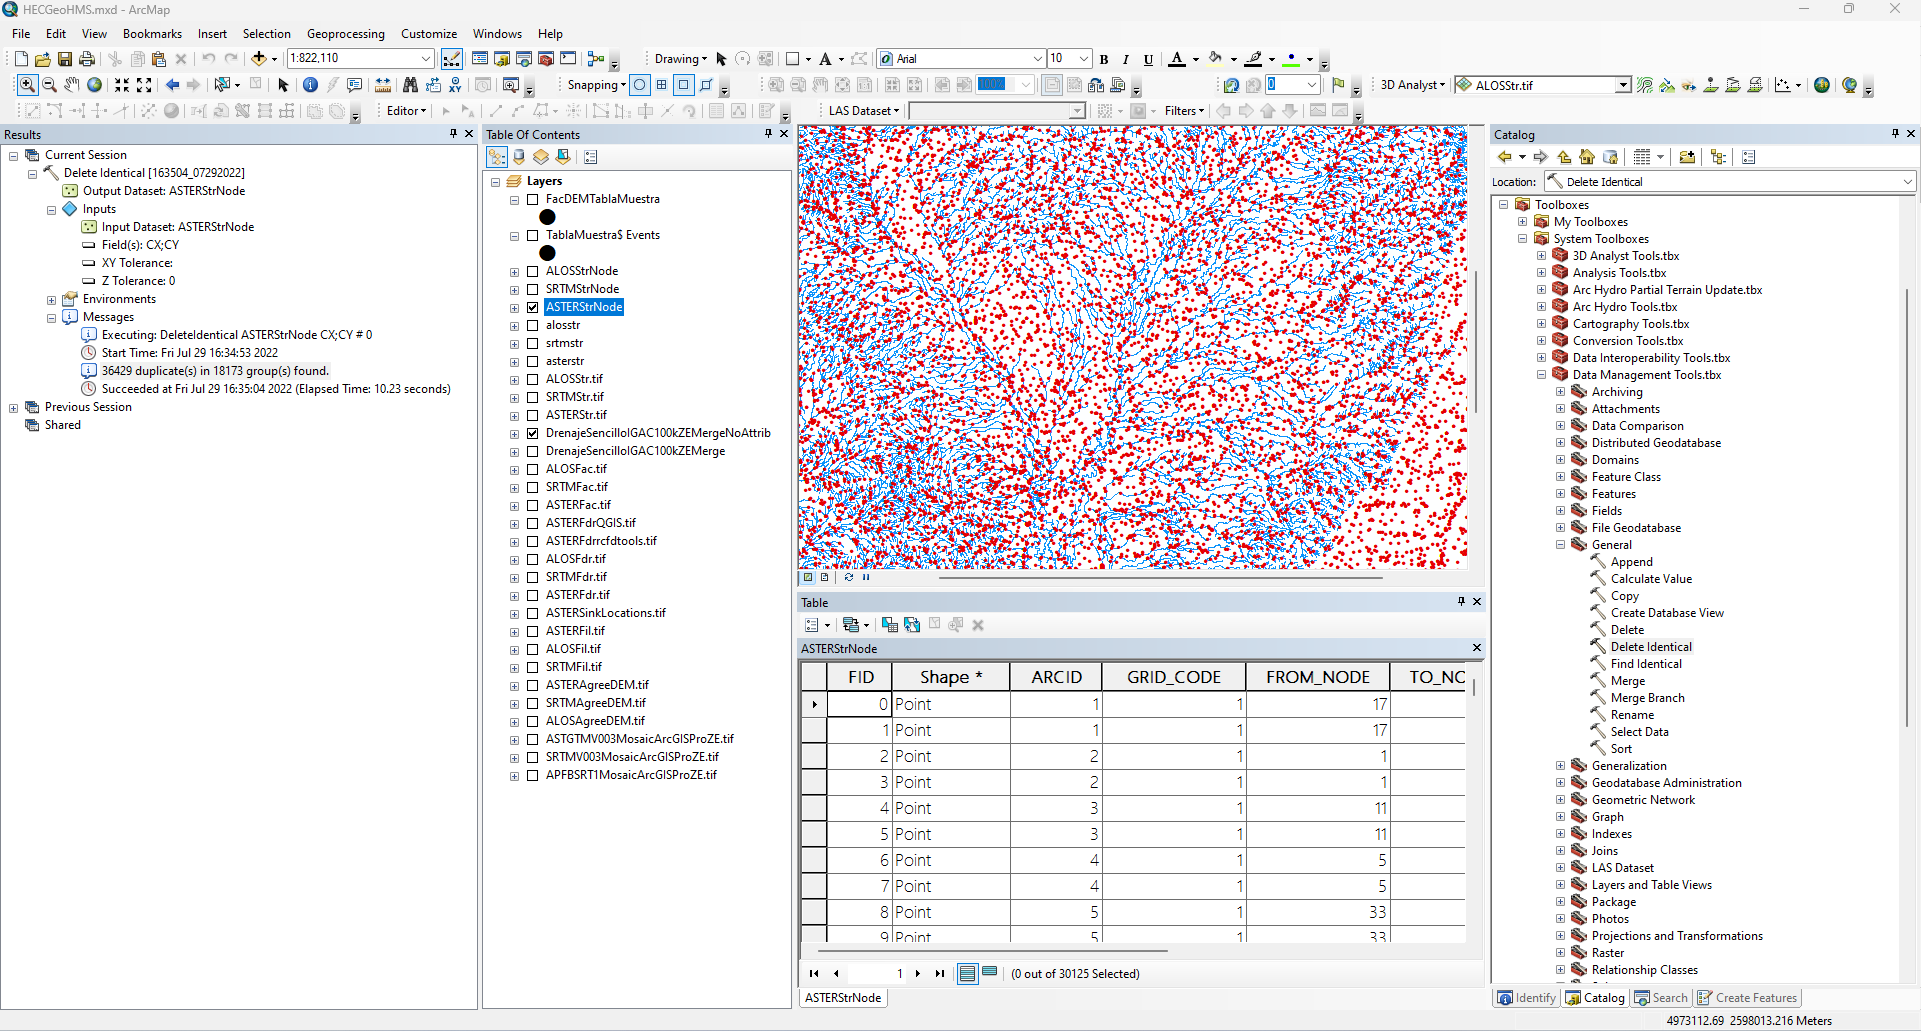 HECGeoHMS.mxd - ArcMap
File Edit View Bookmarks Insert Selection Geoprocessing Customize Windows Help
1:822,110
Drawing
Arial
10
B I U
Snapping
100%
0
3D Analyst
ALOSStr.tif
Editor
LAS Dataset
Filters
Results
Current Session
Delete Identical [163504_07292022]
Output Dataset: ASTERStrNode
Inputs
Input Dataset: ASTERStrNode
Field(s): CX;CY
XY Tolerance:
Z Tolerance: 0
Environments
Messages
Executing: DeleteIdentical ASTERStrNode CX;CY # 0
Start Time: Fri Jul 29 16:34:53 2022
36429 duplicate(s) in 18173 group(s) found.
Succeeded at Fri Jul 29 16:35:04 2022 (Elapsed Time: 10.23 seconds)
Previous Session
Shared
Table Of Contents
Layers
FacDEMTablaMuestra
TablaMuestra$ Events
ALOSStrNode
SRTMStrNode
ASTERStrNode
alosstr
srtmstr
asterstr
ALOSStr.tif
SRTMStr.tif
ASTERStr.tif
DrenajeSencilloIGAC100kZEMergeNoAttrib
DrenajeSencilloIGAC100kZEMerge
ALOSFac.tif
SRTMFac.tif
ASTERFac.tif
ASTERFdrQGIS.tif
ASTERFdrrcfdtools.tif
ALOSFdr.tif
SRTMFdr.tif
ASTERFdr.tif
ASTERSinkLocations.tif
ASTERFil.tif
ALOSFil.tif
SRTMFil.tif
ASTERAgreeDEM.tif
SRTMAgreeDEM.tif
ALOSAgreeDEM.tif
ASTGTMV003MosaicArcGISProZE.tif
SRTMV003MosaicArcGISProZE.tif
APFBSRT1MosaicArcGISProZE.tif
Table
ASTERStrNode
FID Shape * ARCID GRID_CODE FROM_NODE TO_NO
0 Point 1 1 17
1 Point 1 1 17
2 Point 2 1 1
3 Point 2 1 1
4 Point 3 1 11
5 Point 3 1 11
6 Point 4 1 5
7 Point 4 1 5
8 Point 5 1 33
9 Point 5 1 33
1
(0 out of 30125 Selected)
ASTERStrNode
Catalog
Location: Delete Identical
Toolboxes
My Toolboxes
System Toolboxes
3D Analyst Tools.tbx
Analysis Tools.tbx
Arc Hydro Partial Terrain Update.tbx
Arc Hydro Tools.tbx
Cartography Tools.tbx
Conversion Tools.tbx
Data Interoperability Tools.tbx
Data Management Tools.tbx
Archiving
Attachments
Data Comparison
Distributed Geodatabase
Domains
Feature Class
Features
Fields
File Geodatabase
General
Append
Calculate Value
Copy
Create Database View
Delete
Delete Identical
Find Identical
Merge
Merge Branch
Rename
Select Data
Sort
Generalization
Geodatabase Administration
Geometric Network
Graph
Indexes
Joins
LAS Dataset
Layers and Table Views
Package
Photos
Projections and Transformations
Raster
Relationship Classes
Identify Catalog Search Create Features
4973112.69 2598013.216 Meters